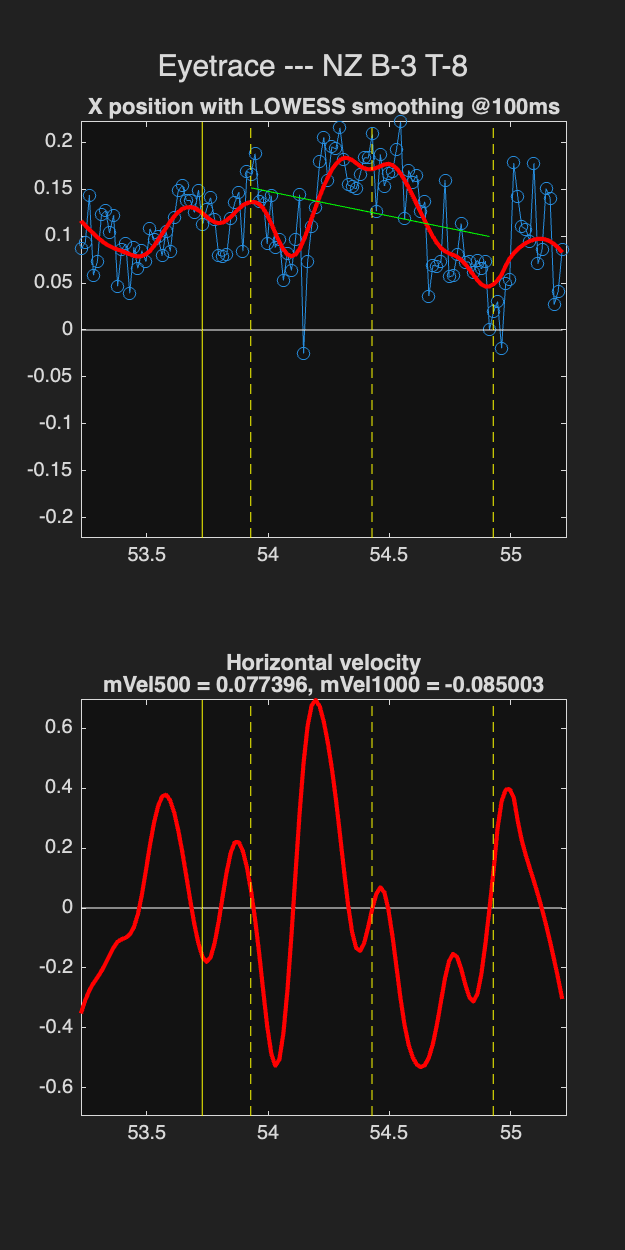 Eyetrace --- NZ B-3 T-8
X position with LOWESS smoothing @100ms
0.2
0.15
0.1
0.05
0
-0.05
-0.1
-0.15
-0.2
53.5 54 54.5 55
Horizontal velocity
mVel500 = 0.077396, mVel1000 = -0.085003
0.6
0.4
0.2
0
-0.2
-0.4
-0.6
53.5 54 54.5 55